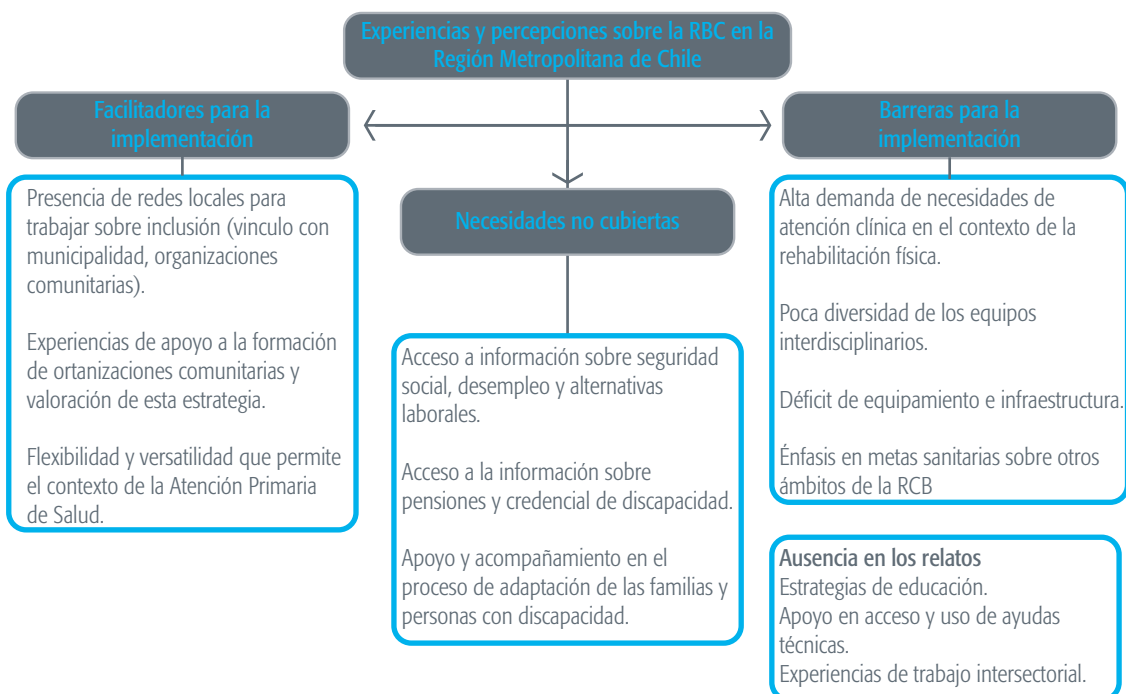 Experiencias y percepciones sobre la RBC en la
Región Metropolitana de Chile
Facilitadores para la
implementación
Presencia de redes locales para
trabajar sobre inclusión (vinculo con
municipalidad, organizaciones
comunitarias).
Experiencias de apoyo a la formación
de ortanizaciones comunitarias y
valoración de esta estrategia.
Flexibilidad y versatilidad que permite
el contexto de la Atención Primaria
de Salud.
Necesidades no cubiertas
Acceso a información sobre seguridad
social, desempleo y alternativas
laborales.
Acceso a la información sobre
pensiones y credencial de discapacidad.
Apoyo y acompañamiento en el
proceso de adaptación de las familias y
personas con discapacidad.
Barreras para la
implementación
Alta demanda de necesidades de
atención clínica en el contexto de la
rehabilitación física.
Poca diversidad de los equipos
interdisciplinarios.
Déficit de equipamiento e infraestructura.
Énfasis en metas sanitarias sobre otros
ámbitos de la RCB
Ausencia en los relatos
Estrategias de educación.
Apoyo en acceso y uso de ayudas
técnicas.
Experiencias de trabajo intersectorial.